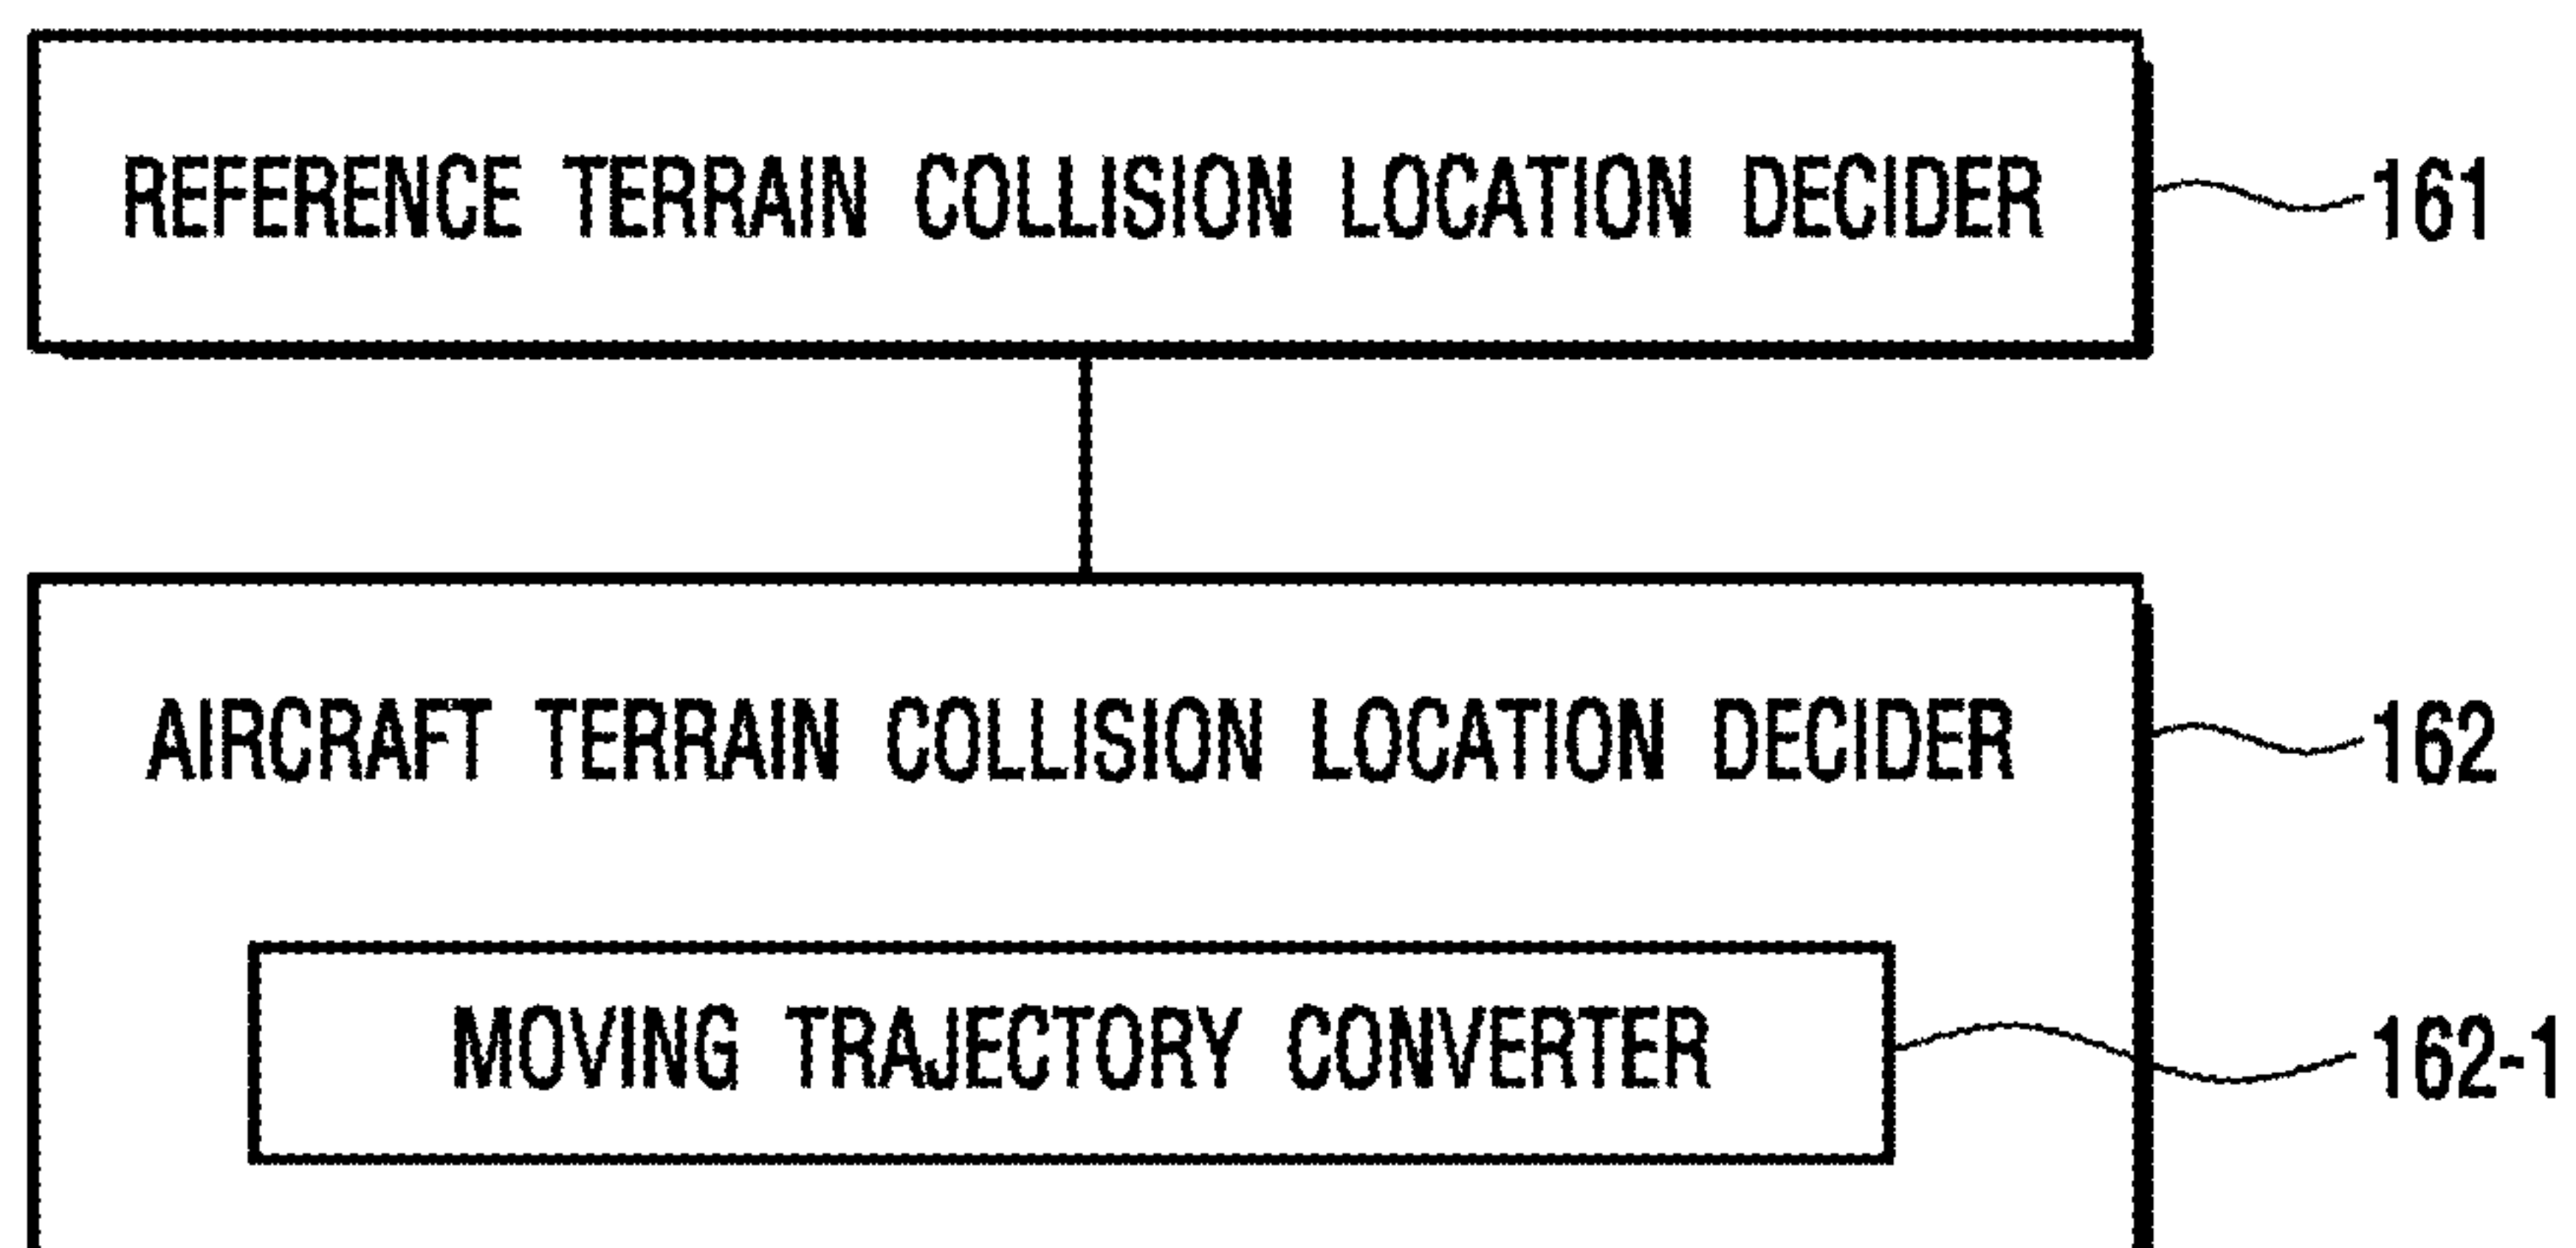 REFERENCE TERRAIN COLLISION LOCATION DECIDER 161
AIRCRAFT TERRAIN COLLISION LOCATION DECIDER 162
MOVING TRAJECTORY CONVERTER 162-1